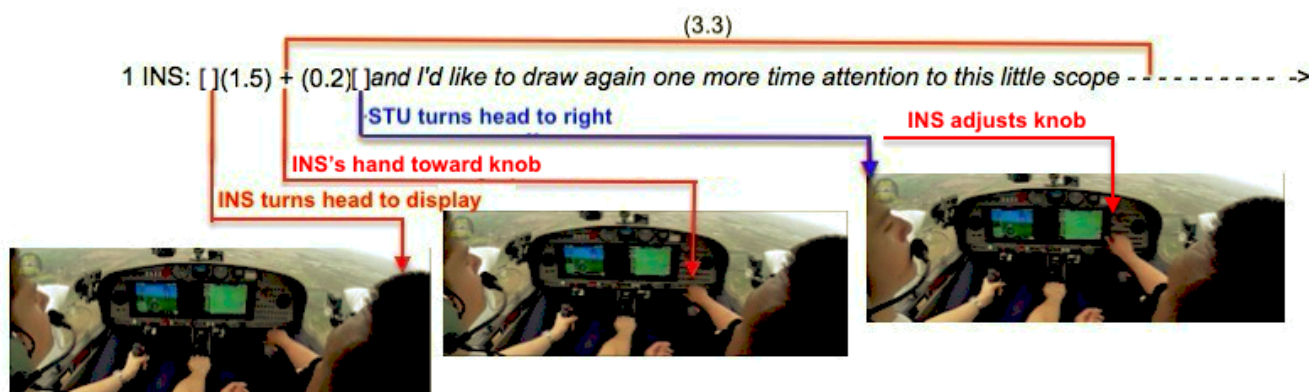 (3.3)
1 INS: [ ](1.5) + (0.2)[ ]and I'd like to draw again one more time attention to this little scope - - - - - - - - - - - ->
STU turns head to right
INS adjusts knob
INS's hand toward knob
INS turns head to display